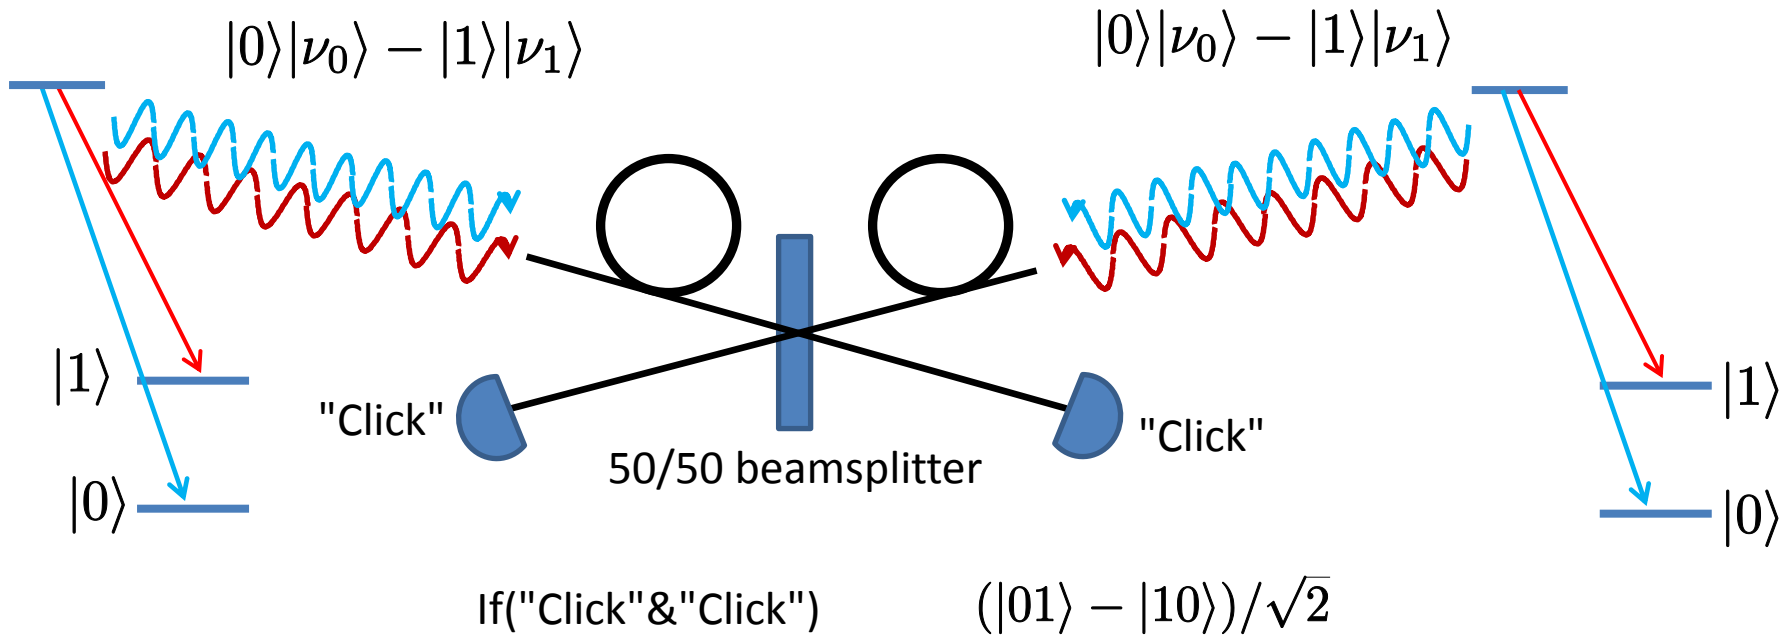 |0⟩|ν₀⟩ − |1⟩|ν₁⟩
|0⟩|ν₀⟩ − |1⟩|ν₁⟩
|1⟩
|1⟩
"Click"
"Click"
50/50 beamsplitter
|0⟩
|0⟩
If("Click"&"Click")
(|01⟩ − |10⟩)/√2